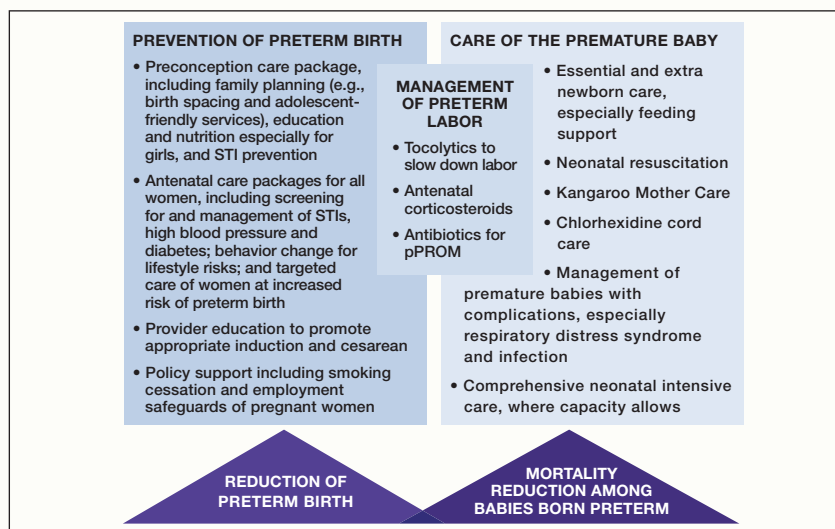 PREVENTION OF PRETERM BIRTH
• Preconception care package,
including family planning (e.g.,
birth spacing and adolescent-
friendly services), education
and nutrition especially for
girls, and STI prevention
• Antenatal care packages for all
women, including screening
for and management of STIs,
high blood pressure and
diabetes; behavior change for
lifestyle risks; and targeted
care of women at increased
risk of preterm birth
• Provider education to promote
appropriate induction and cesarean
• Policy support including smoking
cessation and employment
safeguards of pregnant women
MANAGEMENT
OF PRETERM
LABOR
• Tocolytics to
slow down labor
• Antenatal
corticosteroids
• Antibiotics for
pPROM
CARE OF THE PREMATURE BABY
• Essential and extra
newborn care,
especially feeding
support
• Neonatal resuscitation
• Kangaroo Mother Care
• Chlorhexidine cord
care
• Management of
premature babies with
complications, especially
respiratory distress syndrome
and infection
• Comprehensive neonatal intensive
care, where capacity allows
REDUCTION OF
PRETERM BIRTH
MORTALITY
REDUCTION AMONG
BABIES BORN PRETERM